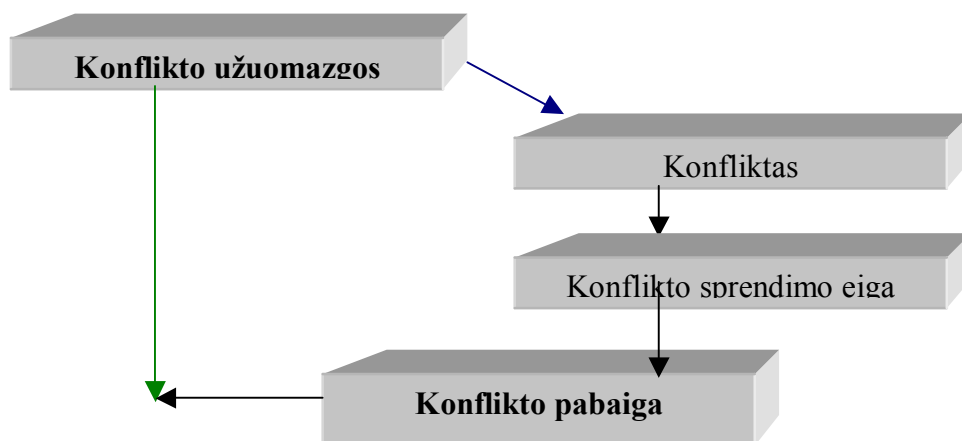 Konflikto užuomazgos
Konfliktas
Konflikto sprendimo eiga
Konflikto pabaiga